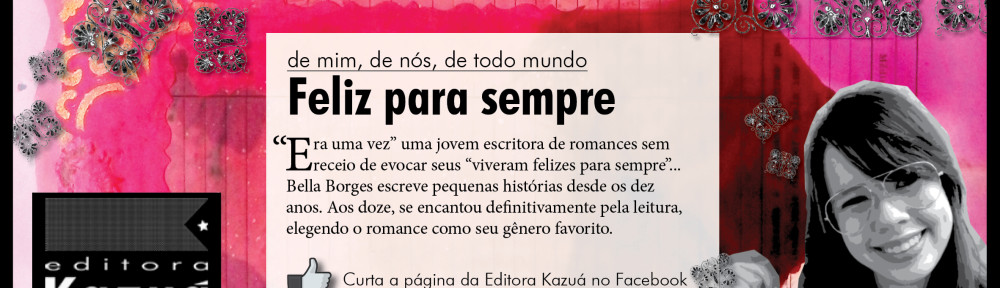 de mim, de nós, de todo mundo
Feliz para sempre
“Era uma vez” uma jovem escritora de romances sem
receio de evocar seus “viveram felizes para sempre”...
Bella Borges escreve pequenas histórias desde os dez
anos. Aos doze, se encantou definitivamente pela leitura,
elegendo o romance como seu gênero favorito.
Curta a página da Editora Kazuá no Facebook
editora
Kazuá